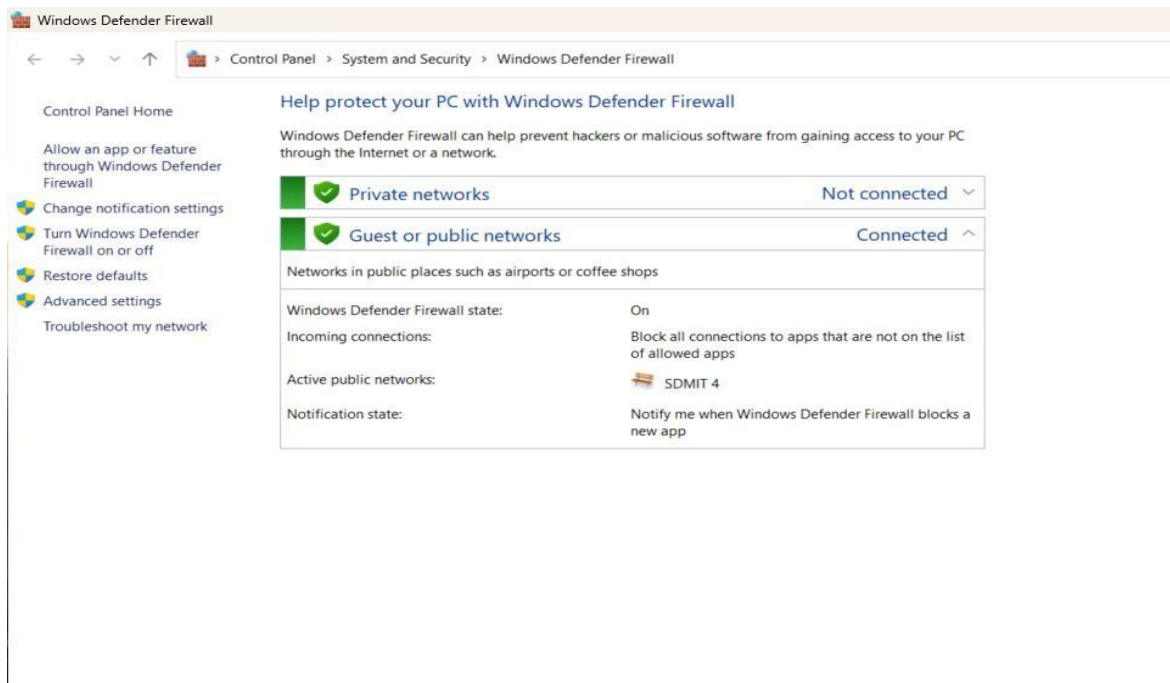 Windows Defender Firewall
Control Panel > System and Security > Windows Defender Firewall
Control Panel Home
Allow an app or feature
through Windows Defender
Firewall
Change notification settings
Turn Windows Defender
Firewall on or off
Restore defaults
Advanced settings
Troubleshoot my network
Help protect your PC with Windows Defender Firewall
Windows Defender Firewall can help prevent hackers or malicious software from gaining access to your PC
through the Internet or a network.
Private networks Not connected
Guest or public networks Connected
Networks in public places such as airports or coffee shops
Windows Defender Firewall state: On
Incoming connections: Block all connections to apps that are not on the list
of allowed apps
Active public networks: SDMIT 4
Notification state: Notify me when Windows Defender Firewall blocks a
new app